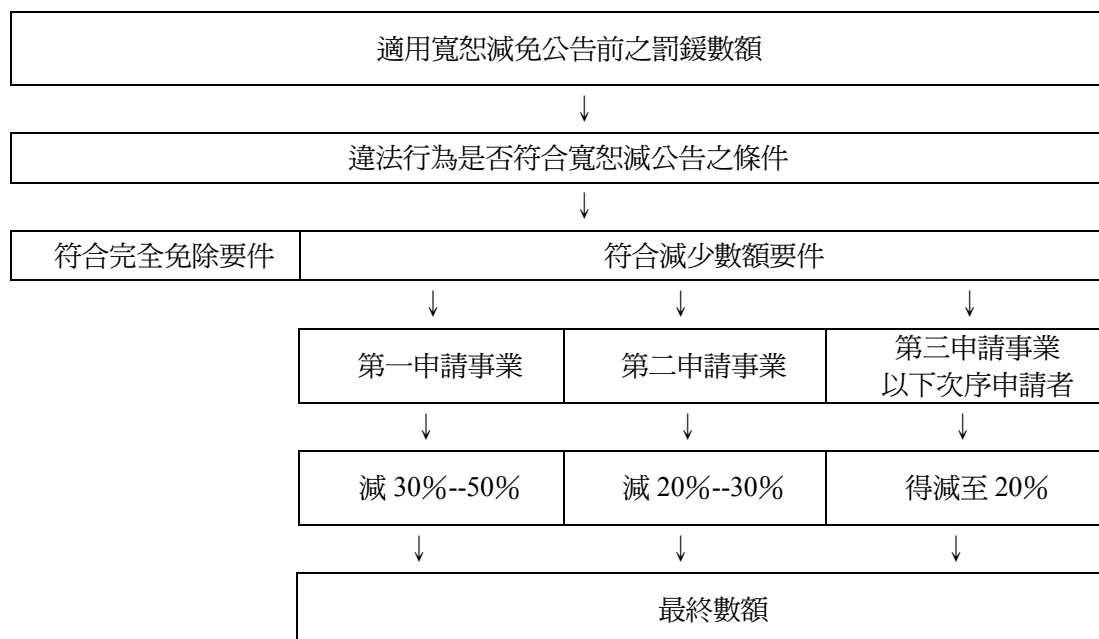 適用寬恕減免公告前之罰鍰數額
↓
違法行為是否符合寬恕減公告之條件
↓
符合完全免除要件
符合減少數額要件
↓ ↓ ↓
第一申請事業
第二申請事業
第三申請事業
以下次序申請者
↓ ↓ ↓
減 30%--50%
減 20%--30%
得減至 20%
↓ ↓ ↓
最終數額